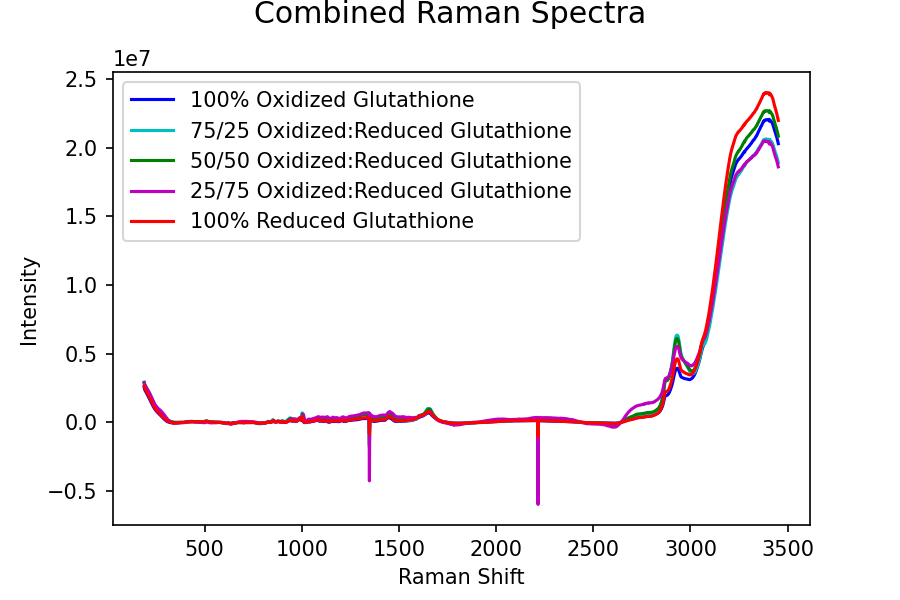 Combined Raman Spectra
1e7
2.5
2.0
1.5
1.0
0.5
0.0
−0.5
Intensity
100% Oxidized Glutathione
75/25 Oxidized:Reduced Glutathione
50/50 Oxidized:Reduced Glutathione
25/75 Oxidized:Reduced Glutathione
100% Reduced Glutathione
500 1000 1500 2000 2500 3000 3500
Raman Shift